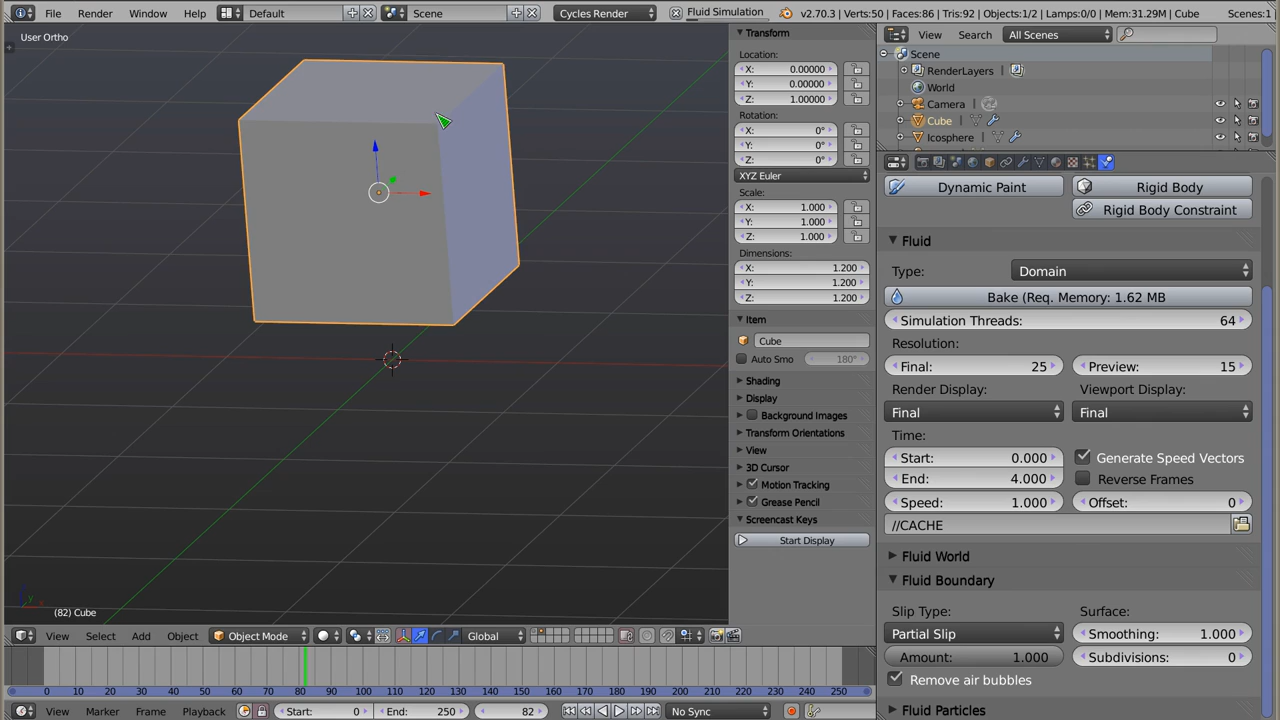 File Render Window Help Default Scene Cycles Render Fluid Simulation v2.70.3 | Verts:50 | Faces:86 | Tris:92 | Objects:1/2 | Lamps:0/0 | Mem:31.29M | Cube Scenes:1
User Ortho
Transform
Location:
X: 0.00000
Y: 0.00000
Z: 1.00000
Rotation:
X: 0°
Y: 0°
Z: 0°
XYZ Euler
Scale:
X: 1.000
Y: 1.000
Z: 1.000
Dimensions:
X: 1.200
Y: 1.200
Z: 1.200
Item
Cube
Auto Smo 180°
Shading
Display
Background Images
Transform Orientations
View
3D Cursor
Motion Tracking
Grease Pencil
Screencast Keys
Start Display
View Search All Scenes
Scene
RenderLayers
World
Camera
Cube
Icosphere
Dynamic Paint Rigid Body
Rigid Body Constraint
Fluid
Type: Domain
Bake (Req. Memory: 1.62 MB
Simulation Threads: 64
Resolution:
Final: 25 Preview: 15
Render Display: Viewport Display:
Final Final
Time:
Start: 0.000 Generate Speed Vectors
End: 4.000 Reverse Frames
Speed: 1.000 Offset: 0
//CACHE
Fluid World
Fluid Boundary
Slip Type: Surface:
Partial Slip Smoothing: 1.000
Amount: 1.000 Subdivisions: 0
Remove air bubbles
Fluid Particles
(82) Cube
View Select Add Object Object Mode Global
0 10 20 30 40 50 60 70 80 90 100 110 120 130 140 150 160 170 180 190 200 210 220 230 240 250
View Marker Frame Playback Start: 0 End: 250 82 No Sync